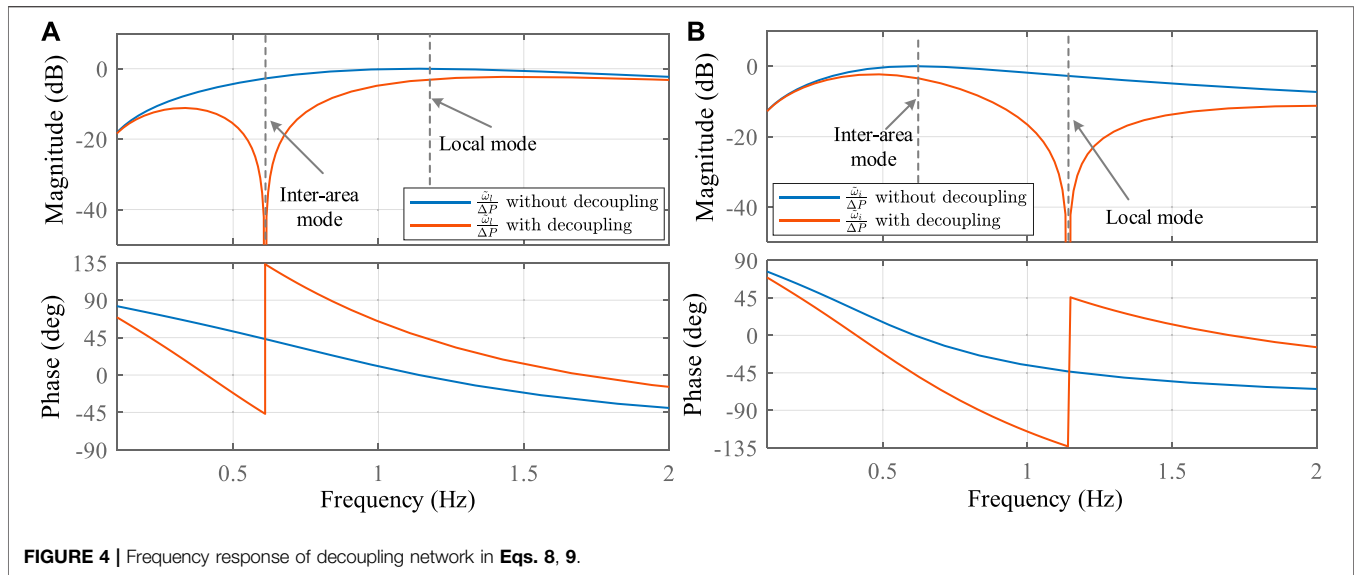 A
Magnitude (dB)
0
-20
-40
Inter-area
mode
Local mode
ω̃_l/ΔP without decoupling
ω̃_l/ΔP with decoupling
Phase (deg)
135
90
45
0
-45
-90
0.5
1
1.5
2
Frequency (Hz)
B
Magnitude (dB)
0
-20
-40
Inter-area
mode
Local mode
ω̃_i/ΔP without decoupling
ω̃_i/ΔP with decoupling
Phase (deg)
90
45
0
-45
-90
-135
0.5
1
1.5
2
Frequency (Hz)
FIGURE 4 | Frequency response of decoupling network in Eqs. 8, 9.